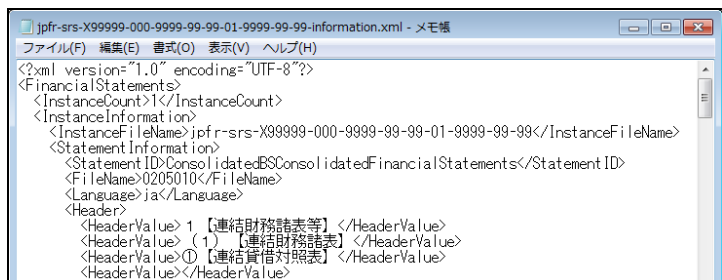 jpfr-srs-X99999-000-9999-99-99-01-9999-99-99-information.xml - メモ帳
ファイル(F) 編集(E) 書式(O) 表示(V) ヘルプ(H)
<?xml version="1.0" encoding="UTF-8"?>
<FinancialStatements>
<InstanceCount>1</InstanceCount>
<InstanceInformation>
<InstanceFileName>jpfr-srs-X99999-000-9999-99-99-01-9999-99-99</InstanceFileName>
<StatementInformation>
<StatementID>ConsolidatedBSConsolidatedFinancialStatements</StatementID>
<FileName>0205010</FileName>
<Language>ja</Language>
<Header>
<HeaderValue>１【連結財務諸表等】</HeaderValue>
<HeaderValue>（１）【連結財務諸表】</HeaderValue>
<HeaderValue>①【連結貸借対照表】</HeaderValue>
<HeaderValue></HeaderValue>